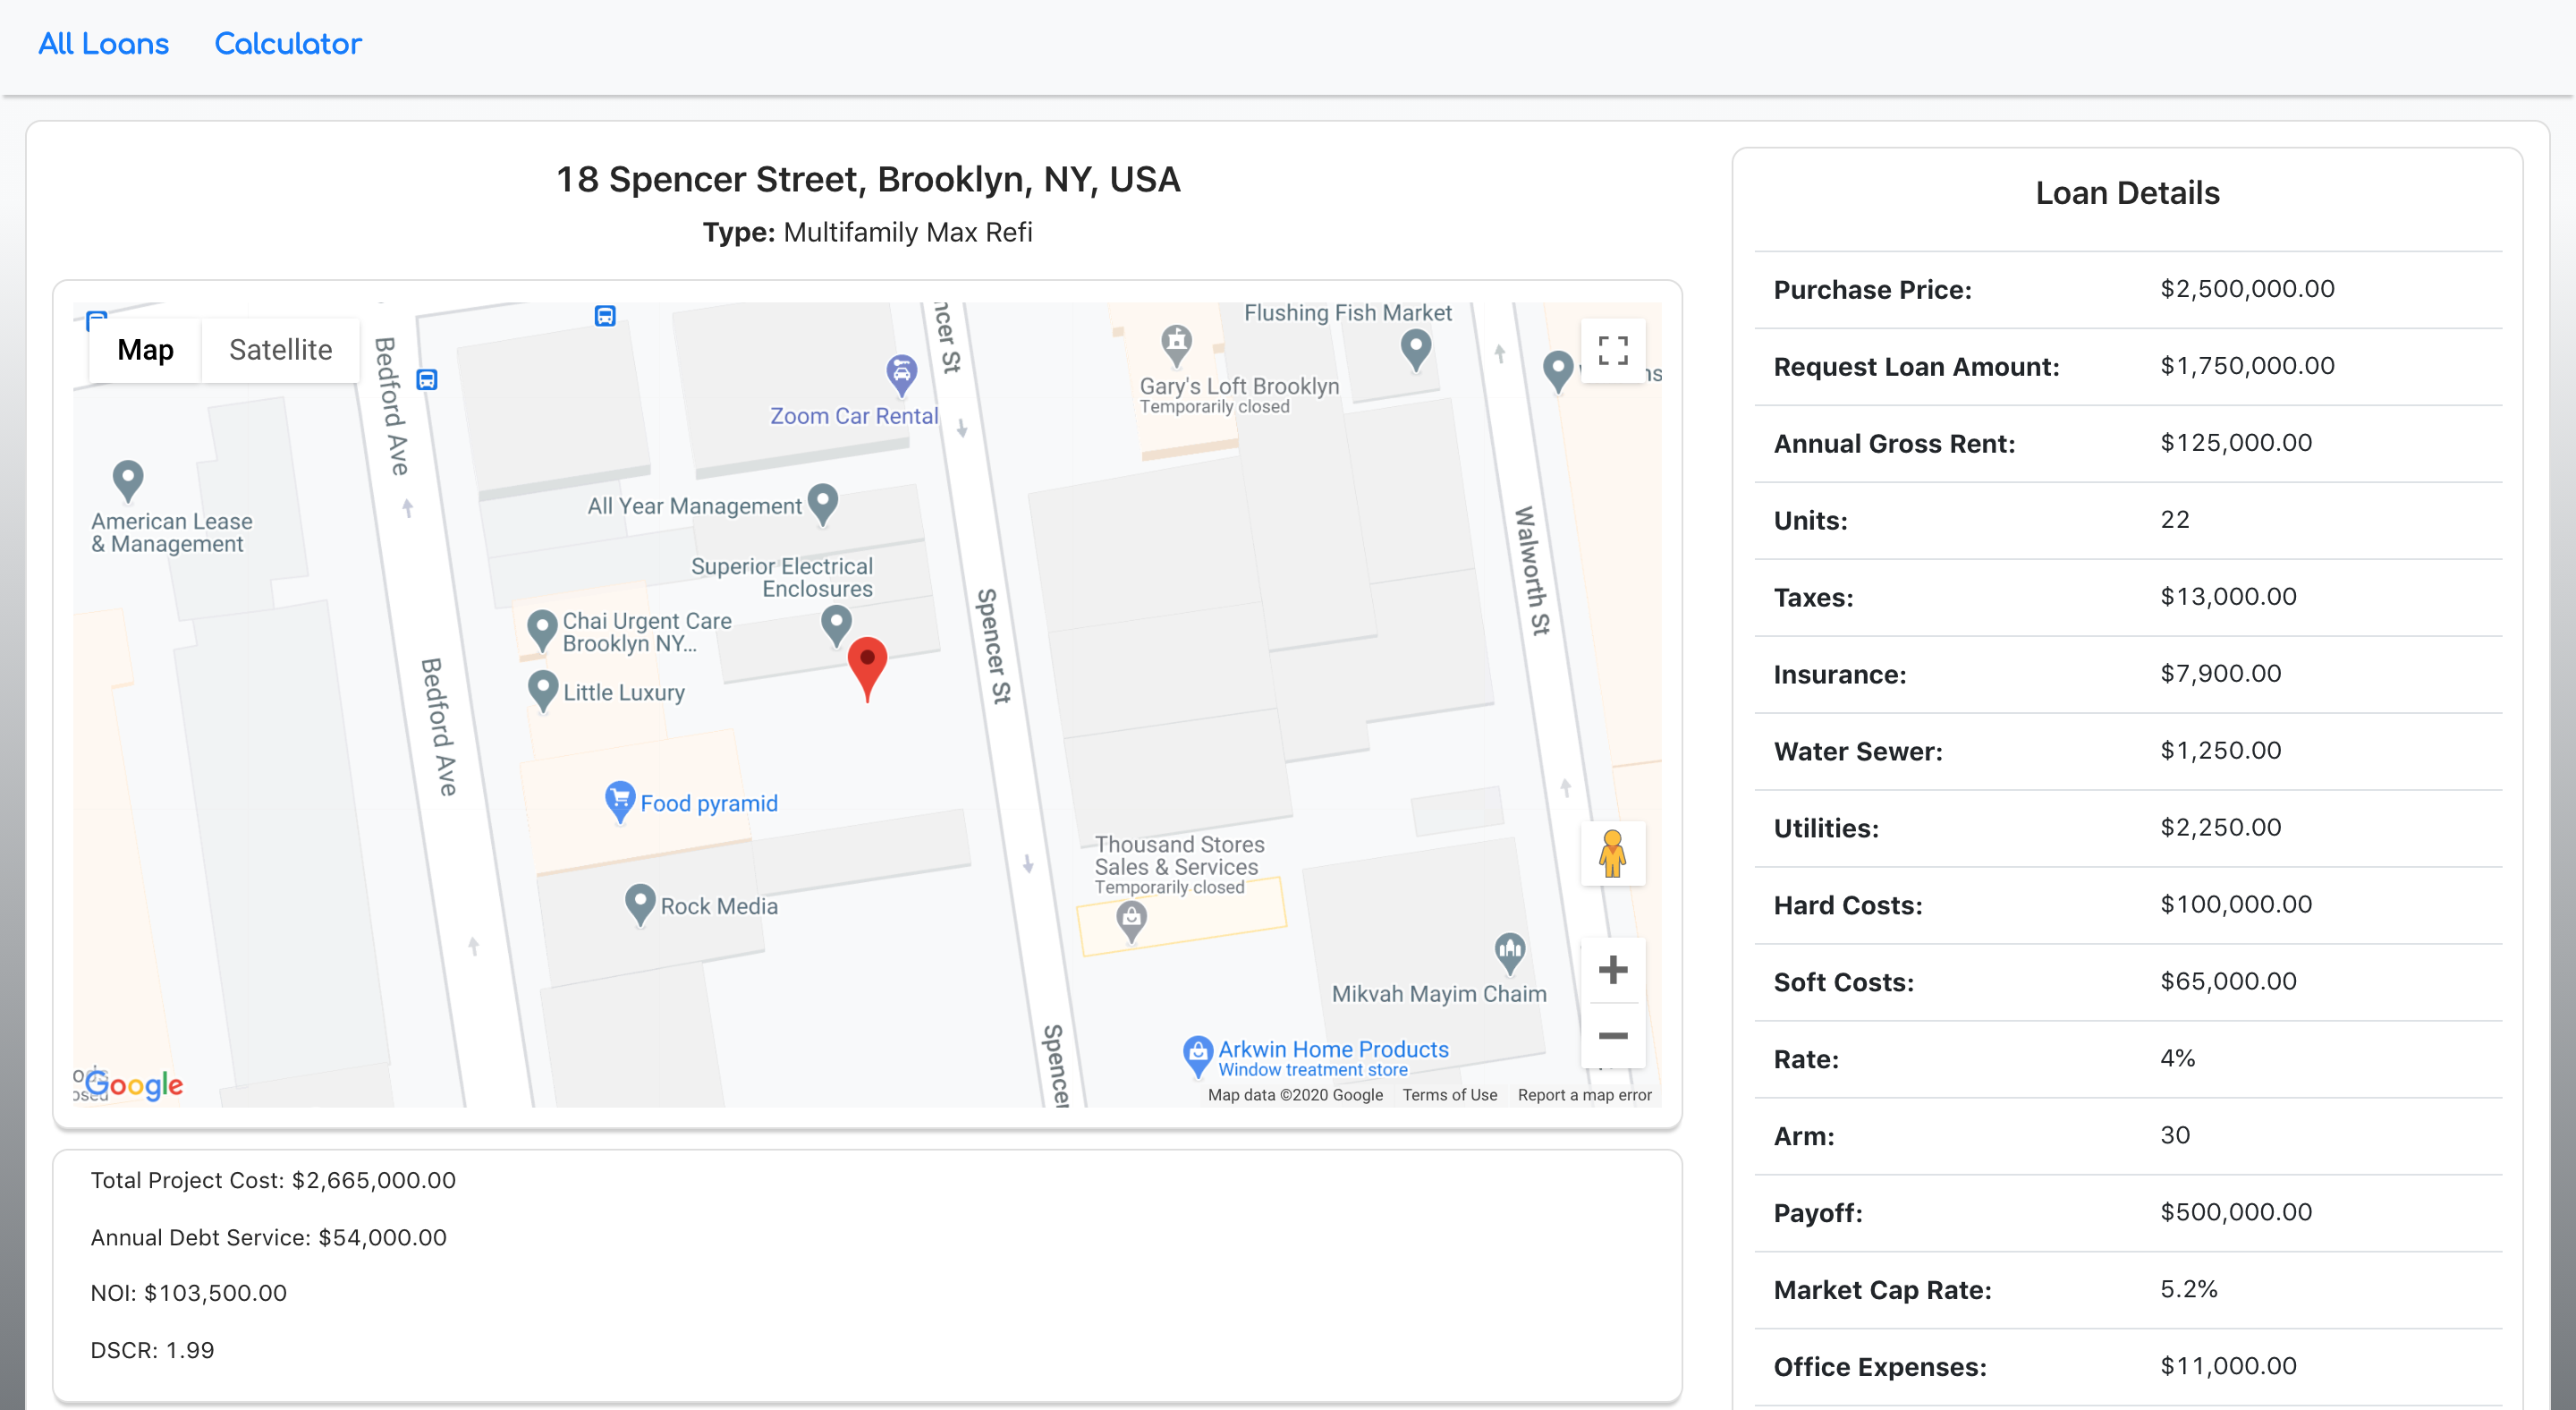 All Loans Calculator
18 Spencer Street, Brooklyn, NY, USA
Type: Multifamily Max Refi
Map Satellite
Bedford Ave
Bedford Ave
Spencer St
Spencer
Walworth St
Flushing Fish Market
Gary's Loft Brooklyn
Temporarily closed
Zoom Car Rental
American Lease
& Management
All Year Management
Superior Electrical
Enclosures
Chai Urgent Care
Brooklyn NY...
Little Luxury
Food pyramid
Rock Media
Thousand Stores
Sales & Services
Temporarily closed
Mikvah Mayim Chaim
Arkwin Home Products
Window treatment store
Google
Map data ©2020 Google Terms of Use Report a map error
Total Project Cost: $2,665,000.00
Annual Debt Service: $54,000.00
NOI: $103,500.00
DSCR: 1.99
Loan Details
Purchase Price: $2,500,000.00
Request Loan Amount: $1,750,000.00
Annual Gross Rent: $125,000.00
Units: 22
Taxes: $13,000.00
Insurance: $7,900.00
Water Sewer: $1,250.00
Utilities: $2,250.00
Hard Costs: $100,000.00
Soft Costs: $65,000.00
Rate: 4%
Arm: 30
Payoff: $500,000.00
Market Cap Rate: 5.2%
Office Expenses: $11,000.00